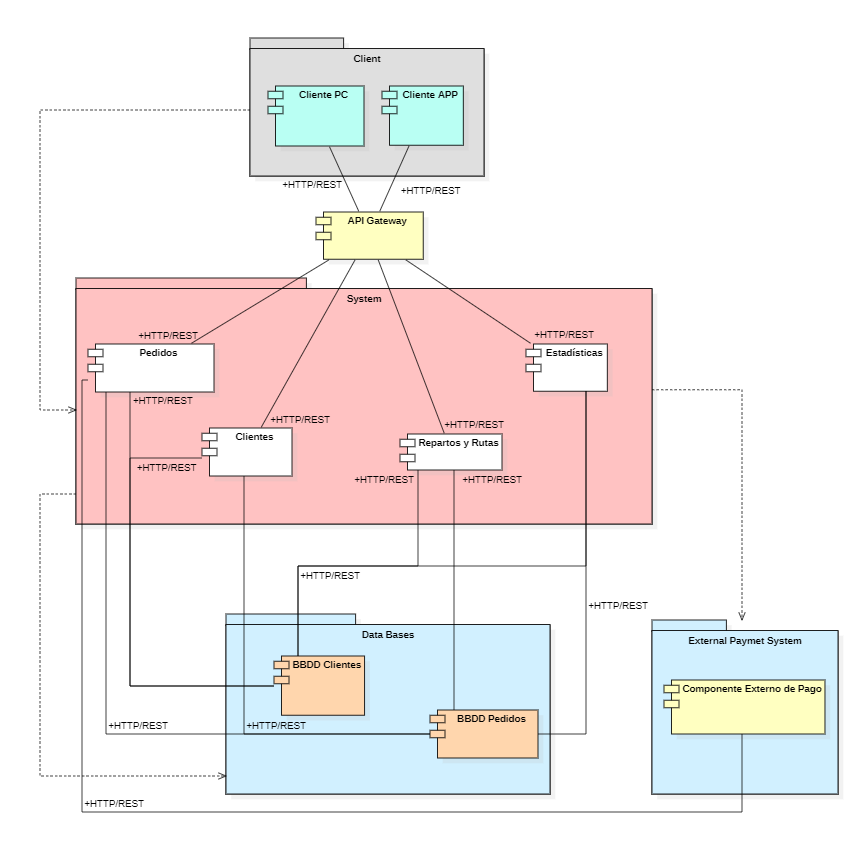 Client
Cliente PC
Cliente APP
+HTTP/REST
+HTTP/REST
API Gateway
System
+HTTP/REST
+HTTP/REST
Pedidos
Estadísticas
+HTTP/REST
+HTTP/REST
+HTTP/REST
Clientes
Repartos y Rutas
+HTTP/REST
+HTTP/REST
+HTTP/REST
+HTTP/REST
+HTTP/REST
Data Bases
External Paymet System
BBDD Clientes
Componente Externo de Pago
BBDD Pedidos
+HTTP/REST
+HTTP/REST
+HTTP/REST